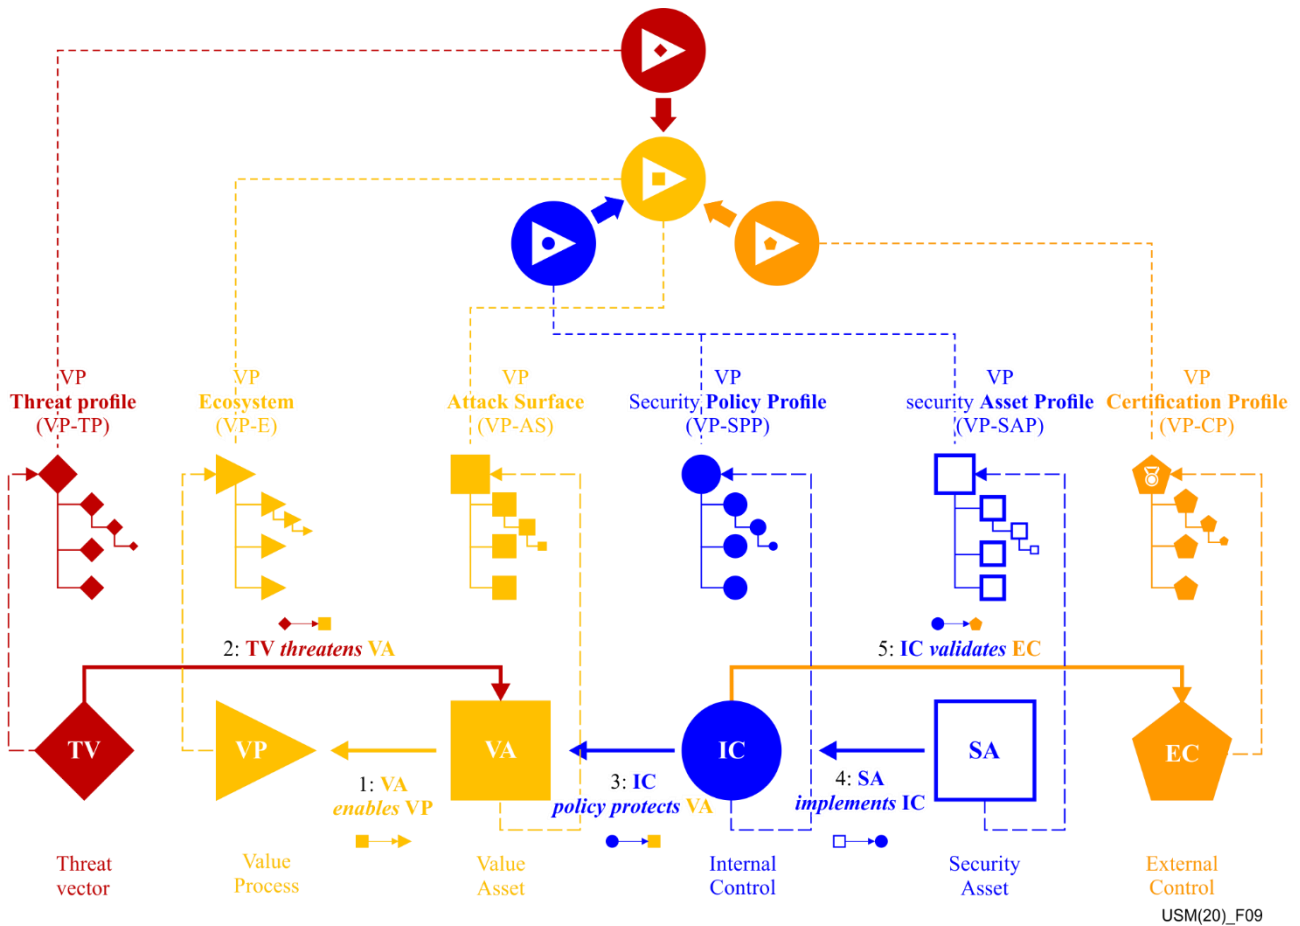 VP
Threat profile
(VP-TP)
VP
Ecosystem
(VP-E)
VP
Attack Surface
(VP-AS)
VP
Security Policy Profile
(VP-SPP)
VP
security Asset Profile
(VP-SAP)
VP
Certification Profile
(VP-CP)
2: TV threatens VA
5: IC validates EC
TV
VP
VA
IC
SA
EC
1: VA
enables VP
3: IC
policy protects VA
4: SA
implements IC
Threat
vector
Value
Process
Value
Asset
Internal
Control
Security
Asset
External
Control
USM(20)_F09